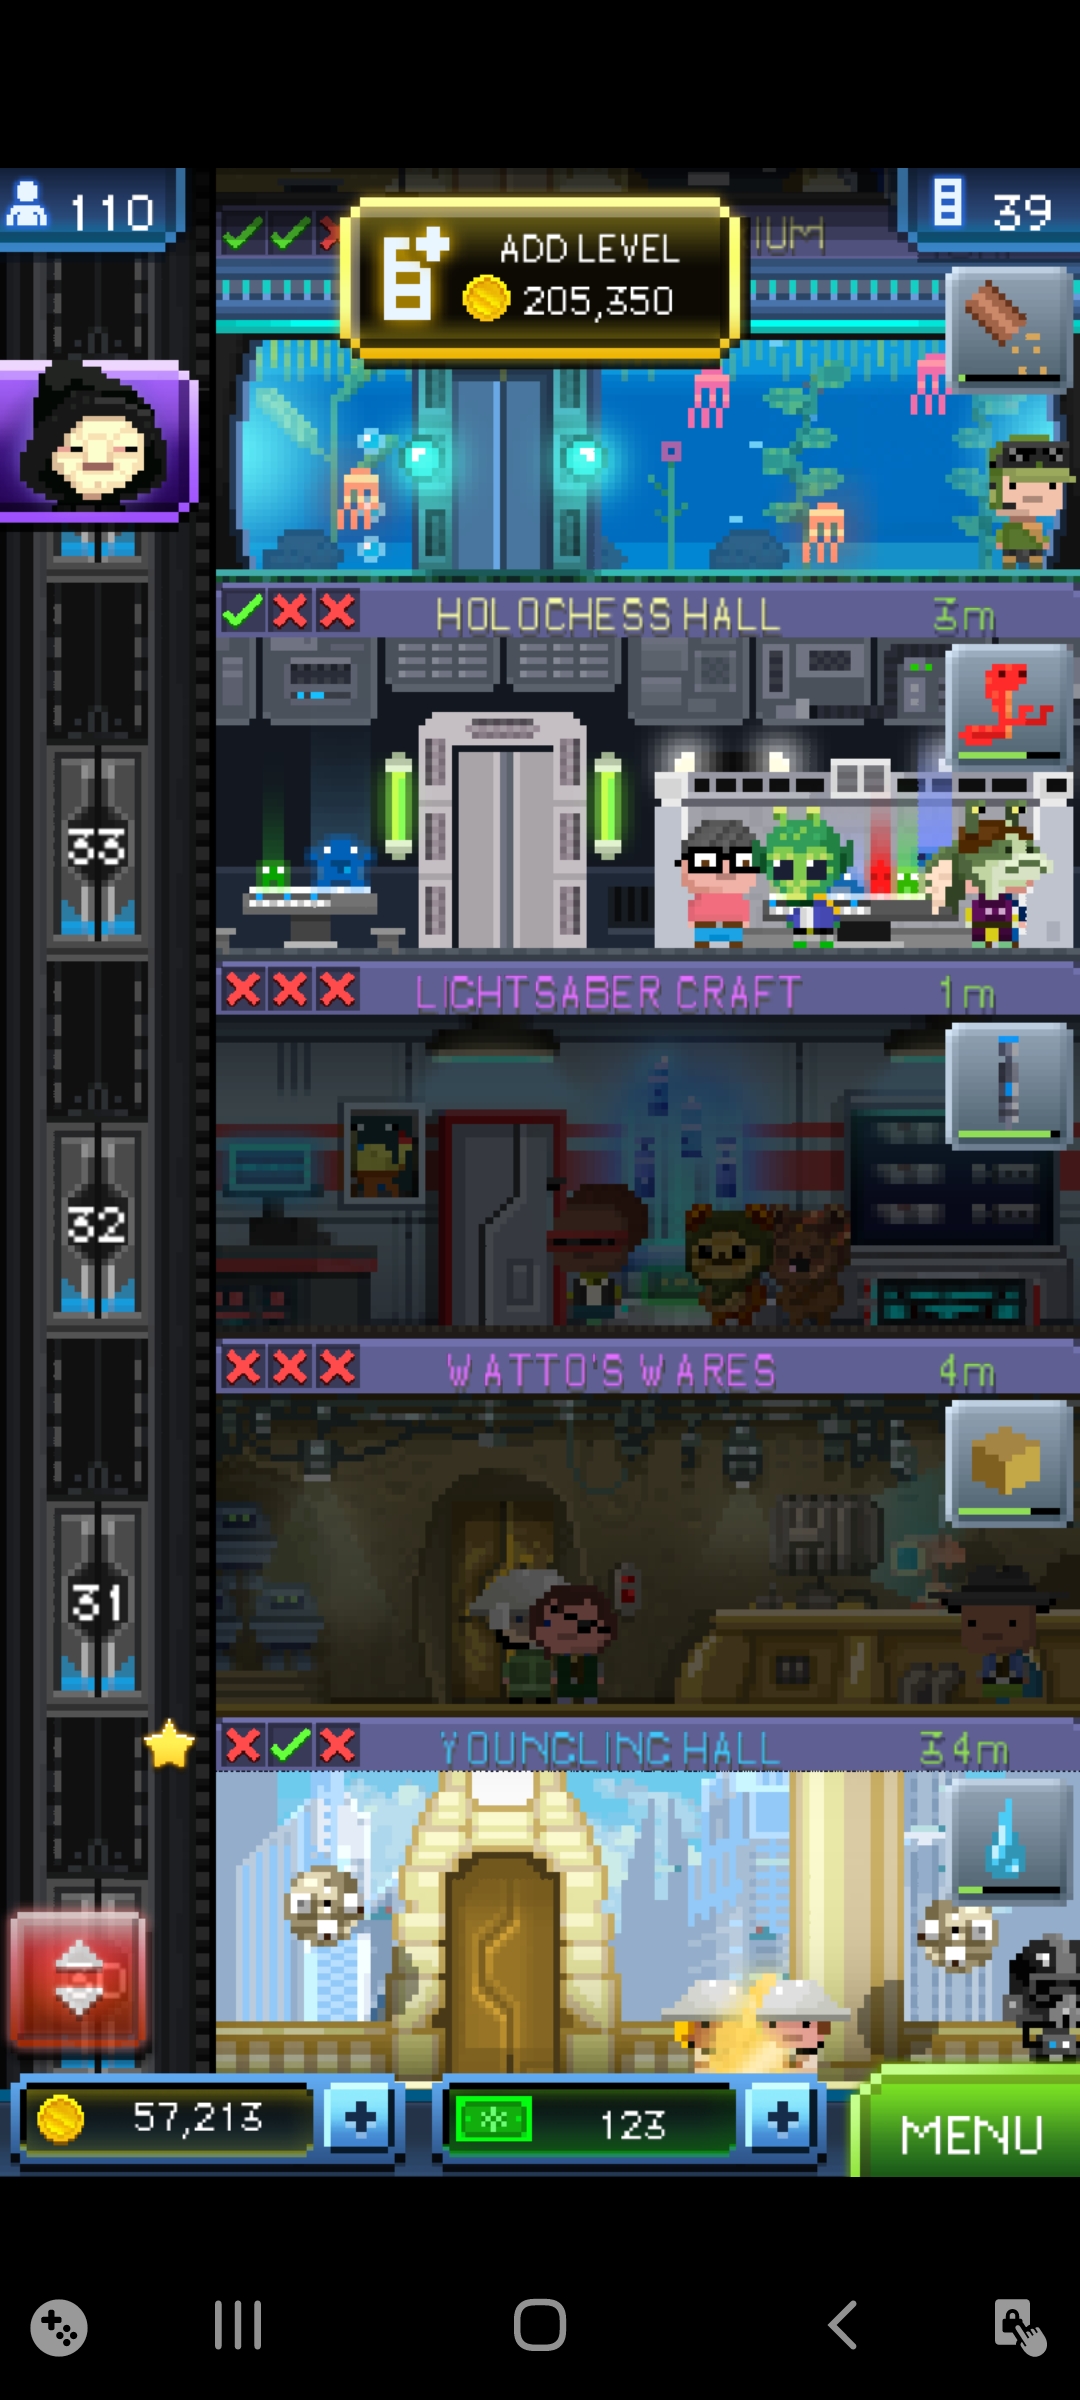 110
39
IUM
ADD LEVEL
205,350
HOLOCHESS HALL 3m
33
LIGHTSABER CRAFT 1m
32
WATTO'S WARES 4m
31
YOUNGLING HALL 34m
57,213
123
MENU